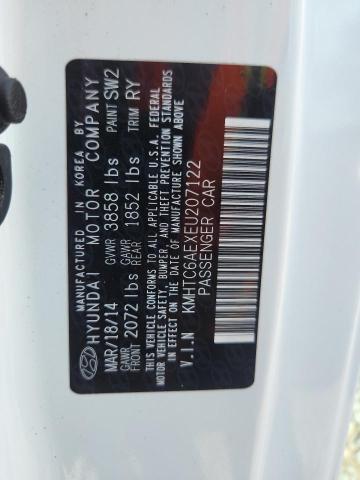 MANUFACTURED IN KOREA BY
HYUNDAI MOTOR COMPANY
MAR/18/14 GVWR 3858 lbs PAINT SW2
GAWR FRONT 2072 lbs GAWR REAR 1852 lbs TRIM RY
THIS VEHICLE CONFORMS TO ALL APPLICABLE U.S.A. FEDERAL
MOTOR VEHICLE SAFETY, BUMPER, AND THEFT PREVENTION STANDARDS
IN EFFECT ON THE DATE OF MANUFACTURE SHOWN ABOVE
V.I.N KMHTC6AEXEU207122
PASSENGER CAR